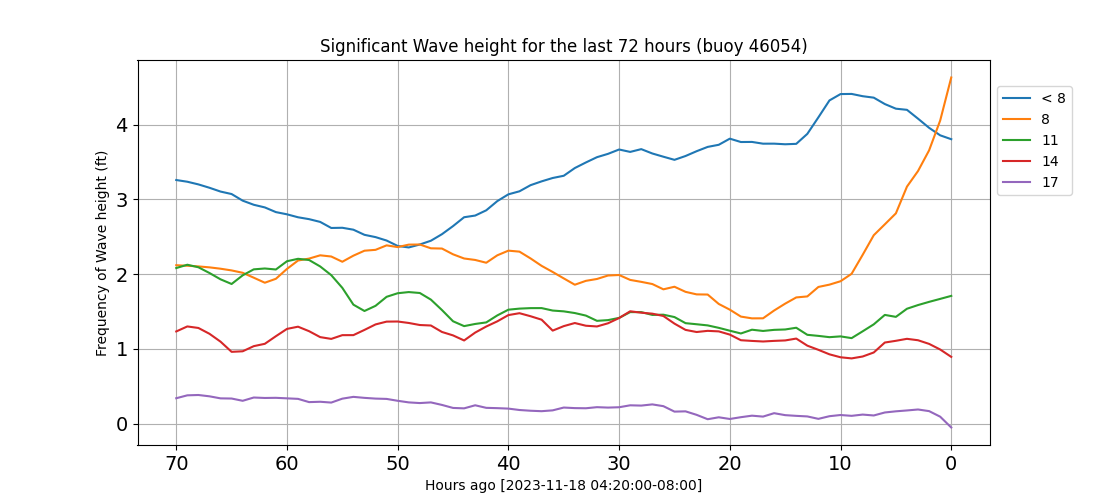 Significant Wave height for the last 72 hours (buoy 46054)
Frequency of Wave height (ft)
4
3
2
1
0
70 60 50 40 30 20 10 0
Hours ago [2023-11-18 04:20:00-08:00]
< 8
8
11
14
17